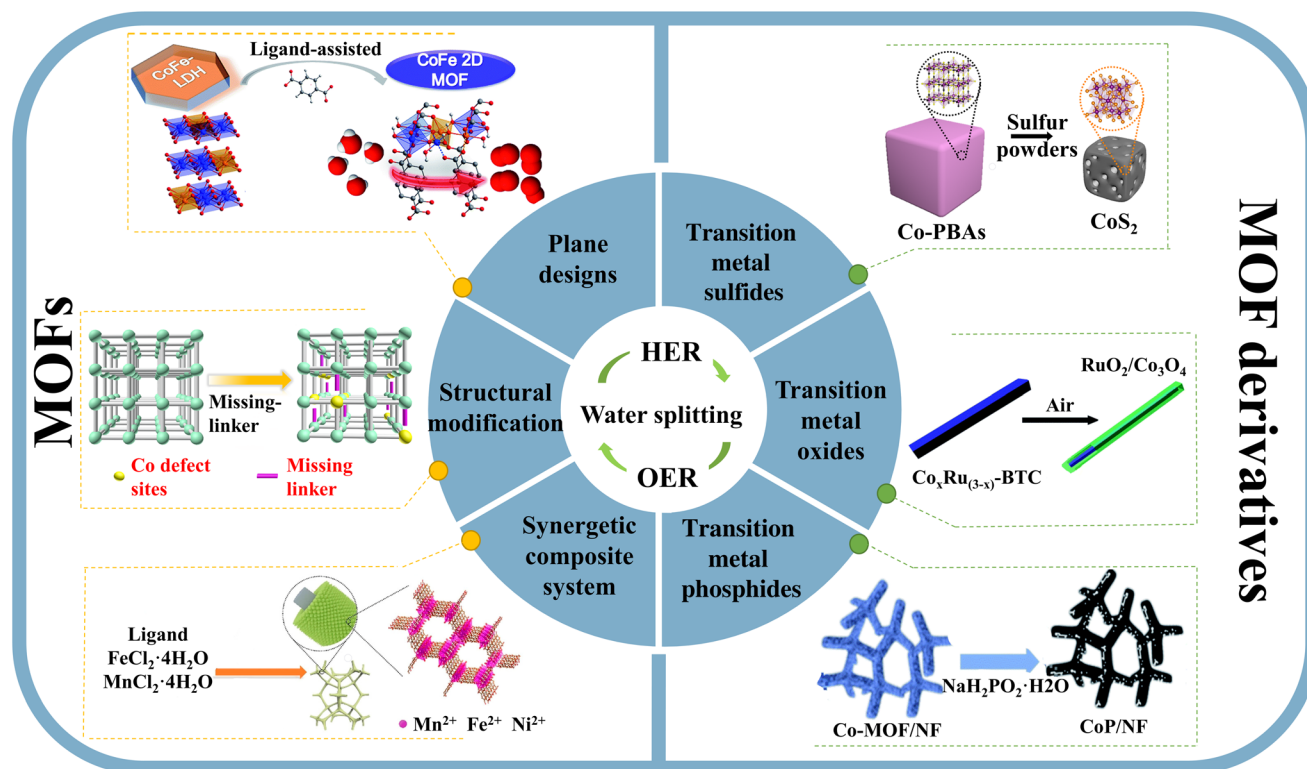 MOFs
Ligand-assisted
CoFe-
LDH
CoFe 2D
MOF
Missing-
linker
Co defect
sites
Missing
linker
Ligand
FeCl₂·4H₂O
MnCl₂·4H₂O
Mn²⁺ Fe²⁺ Ni²⁺
Plane
designs
Structural
modification
Synergetic
composite
system
HER
Water splitting
OER
Transition
metal
sulfides
Transition
metal
oxides
Transition
metal
phosphides
Sulfur
powders
Co-PBAs
CoS₂
RuO₂/Co₃O₄
Air
CoₓRu₍₃₋ₓ₎-BTC
NaH₂PO₂·H2O
Co-MOF/NF
CoP/NF
MOF derivatives